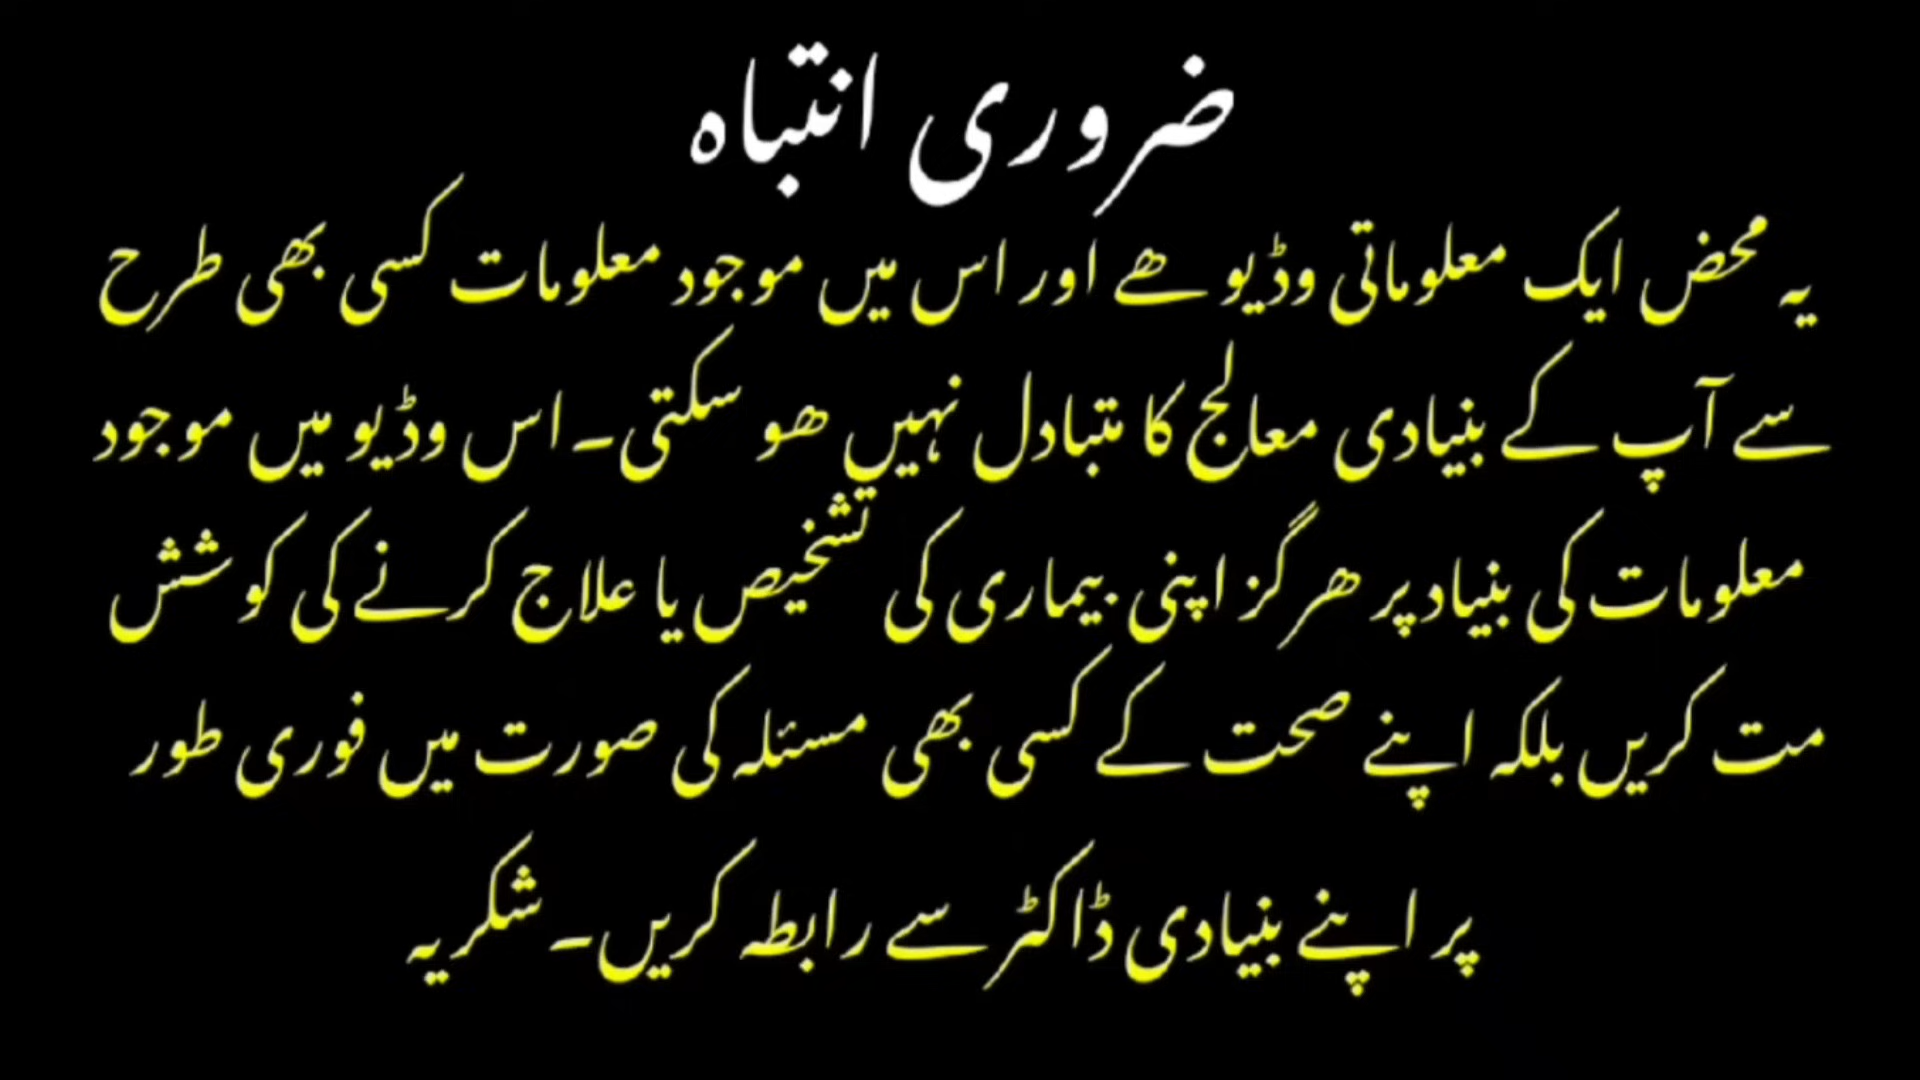 ضروری انتباہ
یہ محض ایک معلوماتی وڈیو ھے اور اس میں موجود معلومات کسی بھی طرح
سے آپ کے بنیادی معالج کا متبادل نہیں ھو سکتی۔ اس وڈیو میں موجود
معلومات کی بنیاد پر ھرگز اپنی بیماری کی تشخیص یا علاج کرنے کی کوشش
مت کریں بلکہ اپنے صحت کے کسی بھی مسئلہ کی صورت میں فوری طور
پر اپنے بنیادی ڈاکٹر سے رابطہ کریں۔ شکریہ